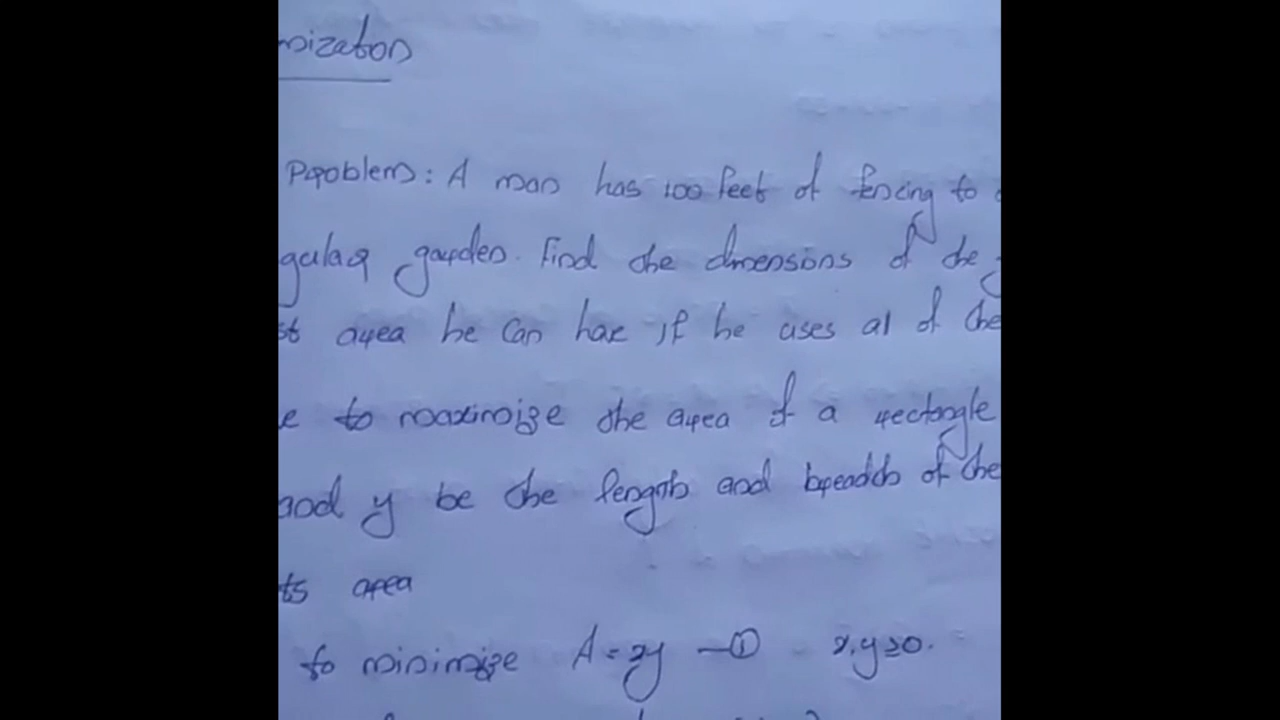 mization
Problem: A man has 100 feet of fencing to
gular garden. Find the dimensions of the
st area he can have if he uses al of the
e to maximize the area of a rectangle
and y be the length and breadth of the
ts area
to minimize A = xy —① x,y≥0.